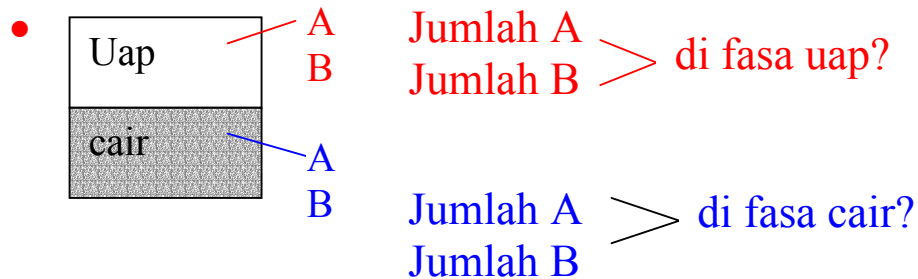 • Uap A Jumlah A
B Jumlah B di fasa uap?
cair A
B Jumlah A di fasa cair?
Jumlah B